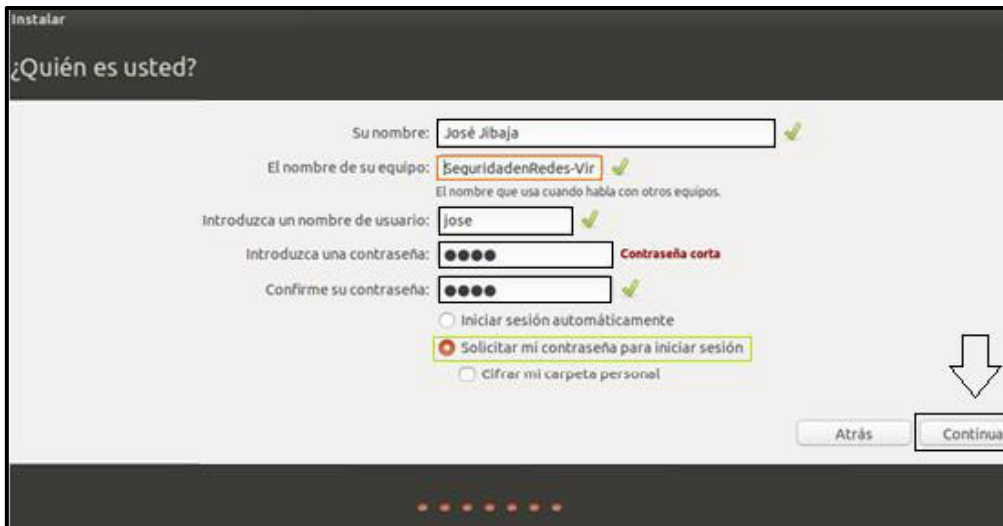 Instalar
¿Quién es usted?
Su nombre: José Jibaja
El nombre de su equipo: SeguridadenRedes-Vir
El nombre que usa cuando habla con otros equipos.
Introduzca un nombre de usuario: jose
Introduzca una contraseña: ●●●● Contraseña corta
Confirme su contraseña: ●●●●
Iniciar sesión automáticamente
Solicitar mi contraseña para iniciar sesión
Cifrar mi carpeta personal
Atrás Continua